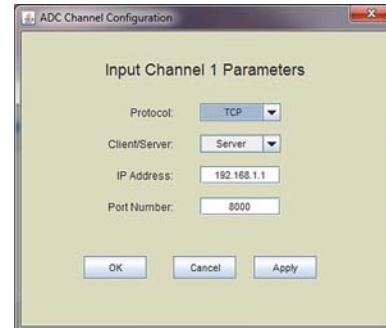 ADC Channel Configuration
Input Channel 1 Parameters
Protocol: TCP
Client/Server: Server
IP Address: 192.168.1.1
Port Number: 8000
OK Cancel Apply